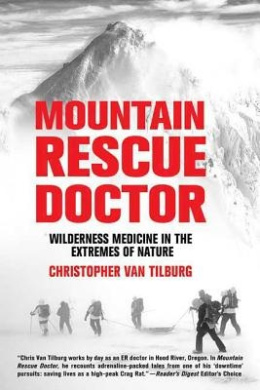 MOUNTAIN
RESCUE
DOCTOR
WILDERNESS MEDICINE IN THE
EXTREMES OF NATURE
CHRISTOPHER VAN TILBURG
"Chris Van Tilburg works by day as an ER doctor in Hood River, Oregon. In Mountain
Rescue Doctor, he recounts adrenaline-packed tales from one of his 'downtime'
pursuits: saving lives as a high-peak Crag Rat." —Reader's Digest Editor's Choice